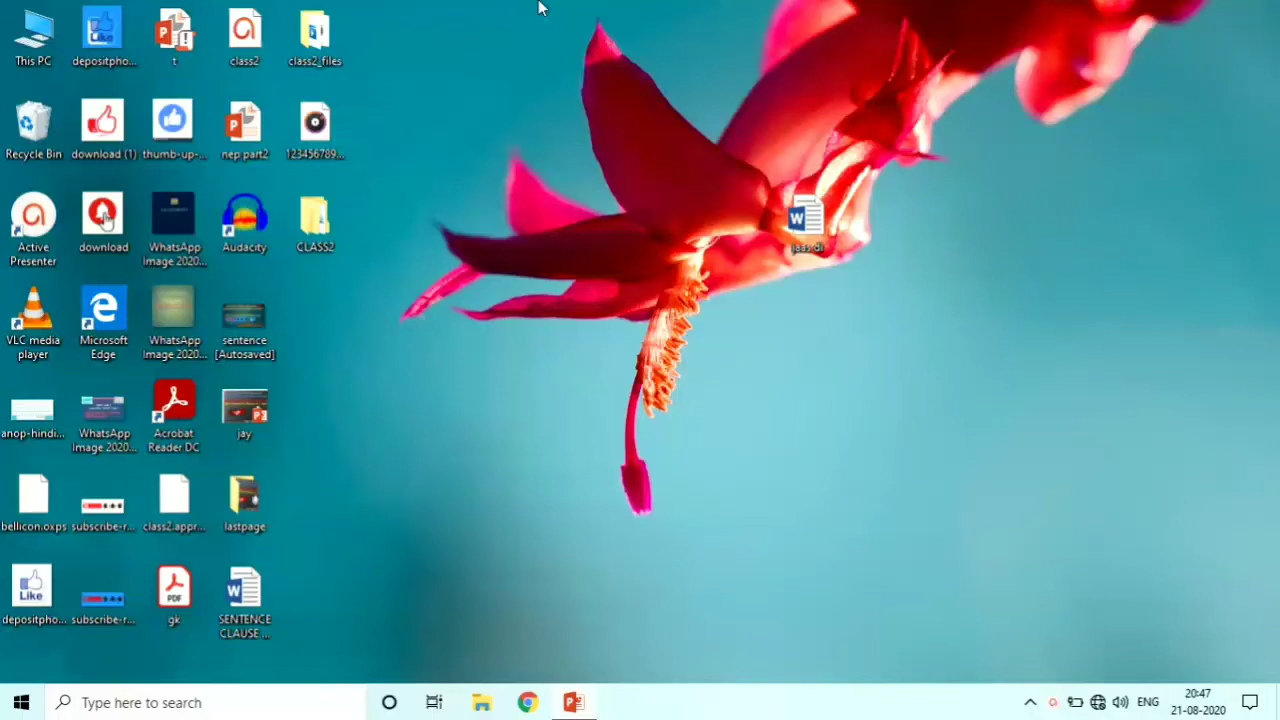 This PC
depositpho...
t
class2
class2_files
Recycle Bin
download (1)
thumb-up-...
nep part2
123456789...
Active
Presenter
download
WhatsApp
Image 2020...
Audacity
CLASS2
VLC media
player
Microsoft
Edge
WhatsApp
Image 2020...
sentence
[Autosaved]
anop-hindi...
WhatsApp
Image 2020...
Acrobat
Reader DC
jay
bellicon.oxps
subscribe-r...
class2.appr...
lastpage
Like
depositpho...
subscribe-r...
PDF
gk
SENTENCE
CLAUSE ...
Like
Type here to search
ENG
20:47
21-08-2020